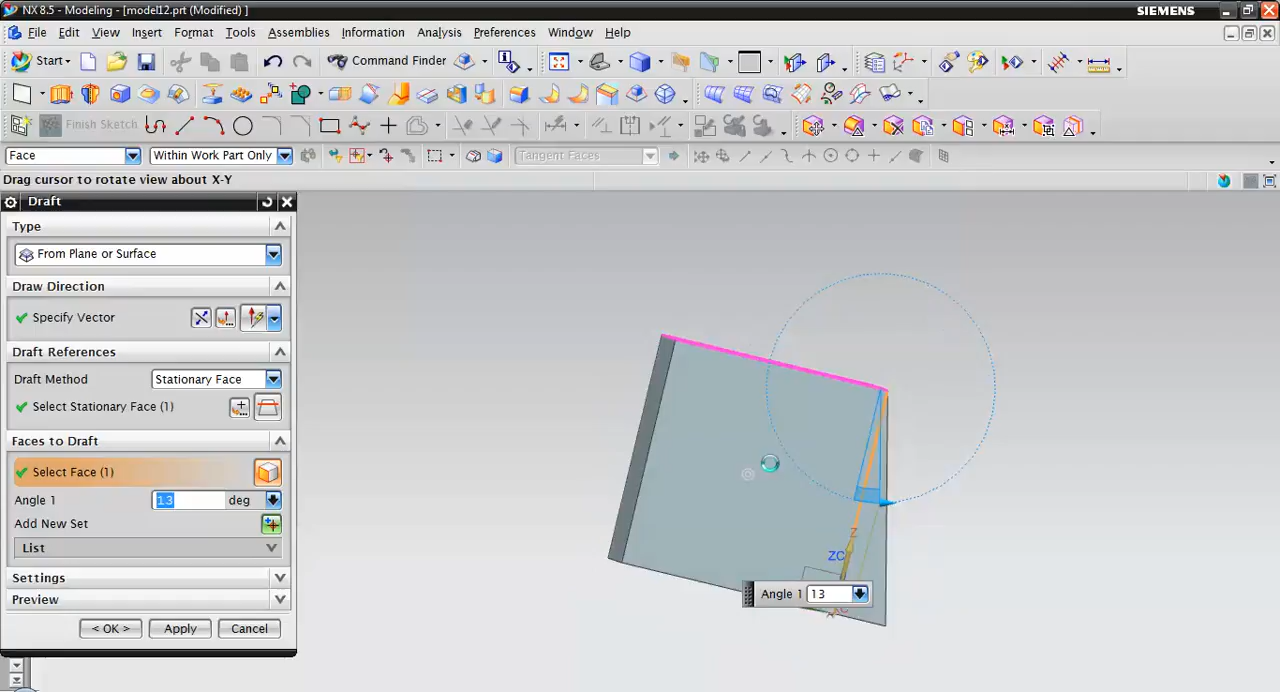 NX 8.5 - Modeling - [model12.prt (Modified) ]
SIEMENS
File Edit View Insert Format Tools Assemblies Information Analysis Preferences Window Help
Start Command Finder
Finish Sketch
Face Within Work Part Only Tangent Faces
Drag cursor to rotate view about X-Y
Draft
Type
From Plane or Surface
Draw Direction
Specify Vector
Draft References
Draft Method Stationary Face
Select Stationary Face (1)
Faces to Draft
Select Face (1)
Angle 1 13 deg
Add New Set
List
Settings
Preview
< OK > Apply Cancel
Z
ZC
Angle 1 13